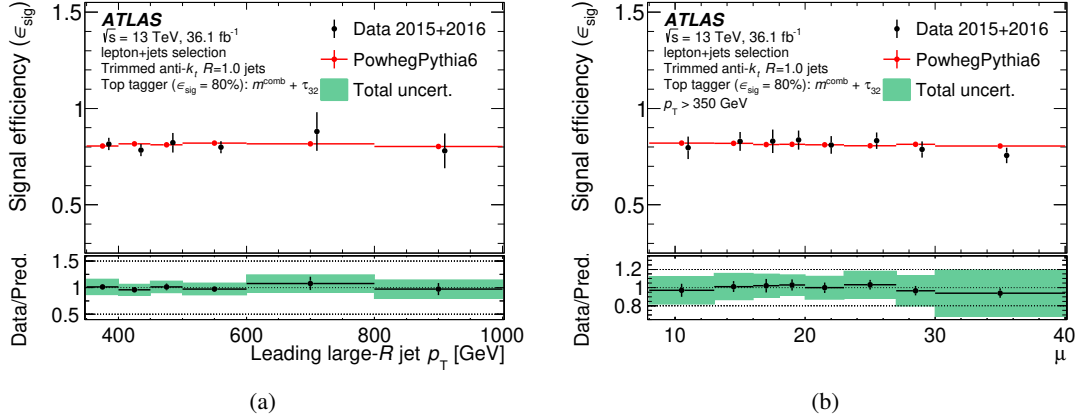 ATLAS
√s = 13 TeV, 36.1 fb⁻¹
lepton+jets selection
Trimmed anti-kₜ R=1.0 jets
Top tagger (ϵsig = 80%): mᶜᵒᵐᵇ + τ₃₂
Data 2015+2016
PowhegPythia6
Total uncert.
Signal efficiency (ϵsig)
1.5
1
0.5
Data/Pred.
1.5
1
0.5
400 500 600 700 800 900 1000
Leading large-R jet pT [GeV]
(a)
ATLAS
√s = 13 TeV, 36.1 fb⁻¹
lepton+jets selection
Trimmed anti-kₜ R=1.0 jets
Top tagger (ϵsig = 80%): mᶜᵒᵐᵇ + τ₃₂
pT > 350 GeV
Data 2015+2016
PowhegPythia6
Total uncert.
Signal efficiency (ϵsig)
1.5
1
0.5
Data/Pred.
1.2
1
0.8
10 20 30 40
μ
(b)